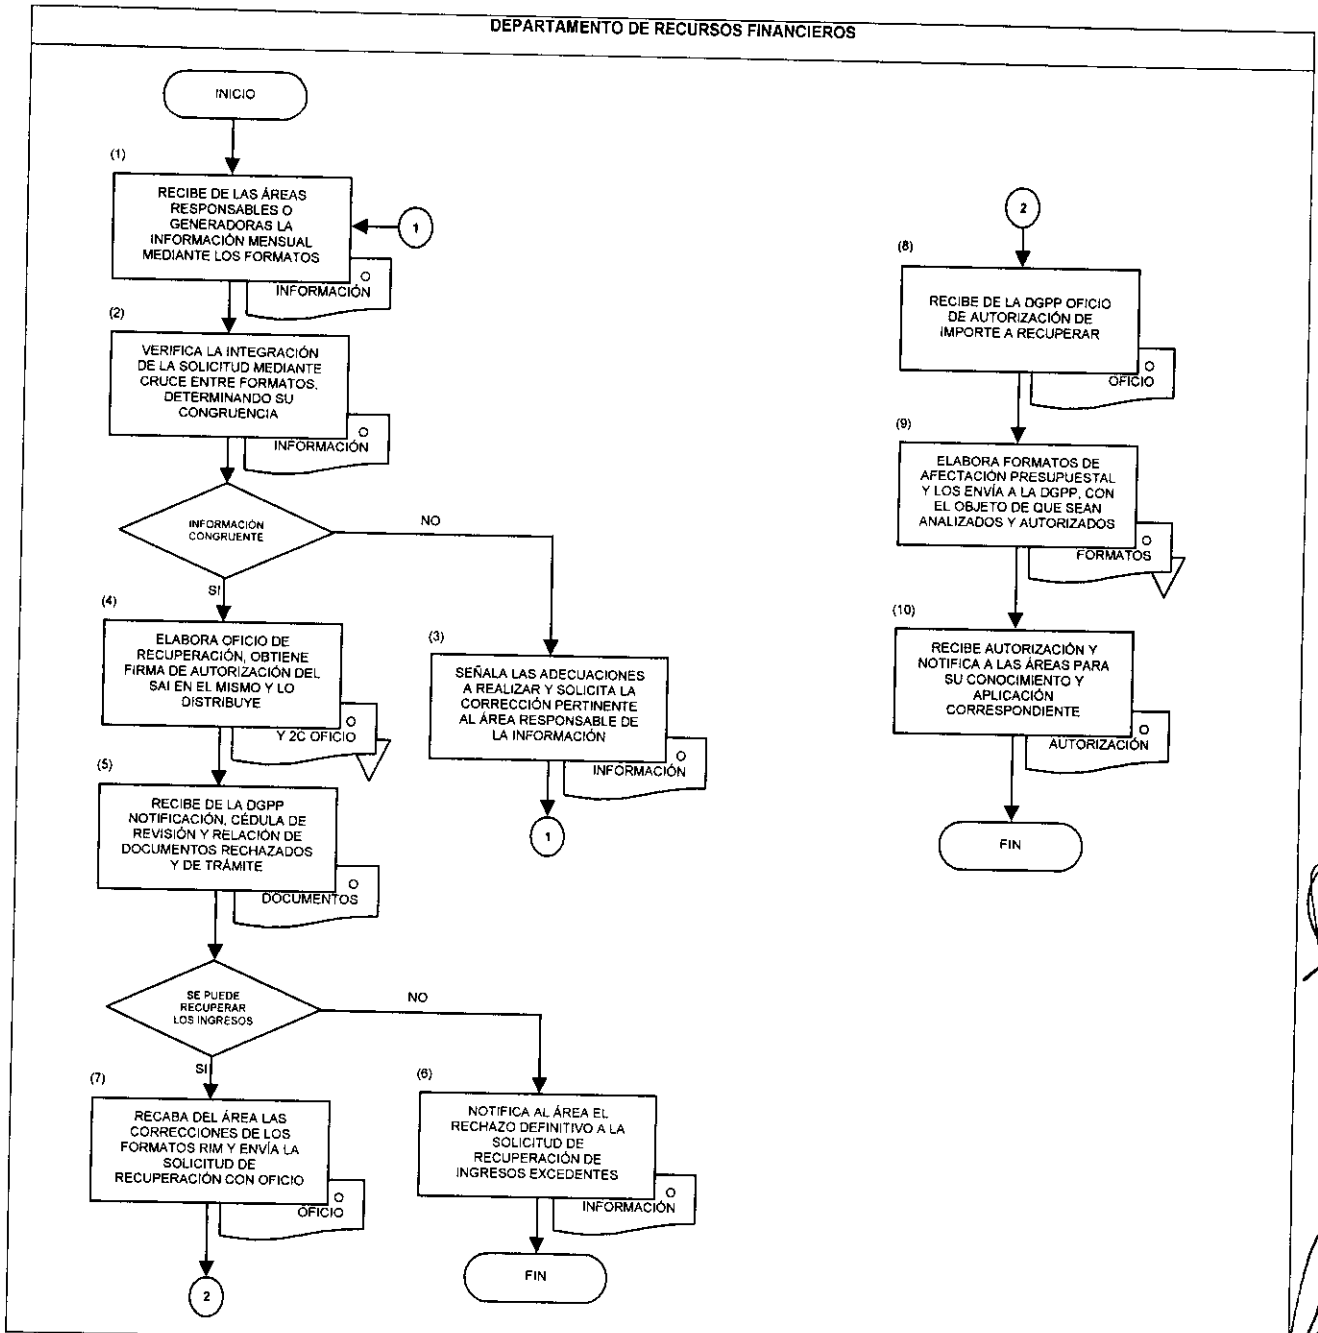 DEPARTAMENTO DE RECURSOS FINANCIEROS
INICIO
(1)
RECIBE DE LAS ÁREAS
RESPONSABLES O
GENERADORAS LA
INFORMACIÓN MENSUAL
MEDIANTE LOS FORMATOS
1
O
INFORMACIÓN
(2)
VERIFICA LA INTEGRACIÓN
DE LA SOLICITUD MEDIANTE
CRUCE ENTRE FORMATOS,
DETERMINANDO SU
CONGRUENCIA
O
INFORMACIÓN
INFORMACIÓN
CONGRUENTE
NO
SI
(4)
ELABORA OFICIO DE
RECUPERACIÓN, OBTIENE
FIRMA DE AUTORIZACIÓN DEL
SAI EN EL MISMO Y LO
DISTRIBUYE
O
Y 2C OFICIO
(3)
SEÑALA LAS ADECUACIONES
A REALIZAR Y SOLICITA LA
CORRECCIÓN PERTINENTE
AL ÁREA RESPONSABLE DE
LA INFORMACIÓN
O
INFORMACIÓN
1
(5)
RECIBE DE LA DGPP
NOTIFICACIÓN, CÉDULA DE
REVISIÓN Y RELACIÓN DE
DOCUMENTOS RECHAZADOS
Y DE TRÁMITE
O
DOCUMENTOS
SE PUEDE
RECUPERAR
LOS INGRESOS
NO
SI
(7)
RECABA DEL ÁREA LAS
CORRECCIONES DE LOS
FORMATOS RIM Y ENVÍA LA
SOLICITUD DE
RECUPERACIÓN CON OFICIO
O
OFICIO
2
(6)
NOTIFICA AL ÁREA EL
RECHAZO DEFINITIVO A LA
SOLICITUD DE
RECUPERACIÓN DE
INGRESOS EXCEDENTES
O
INFORMACIÓN
FIN
2
(8)
RECIBE DE LA DGPP OFICIO
DE AUTORIZACIÓN DE
IMPORTE A RECUPERAR
O
OFICIO
(9)
ELABORA FORMATOS DE
AFECTACIÓN PRESUPUESTAL
Y LOS ENVÍA A LA DGPP, CON
EL OBJETO DE QUE SEAN
ANALIZADOS Y AUTORIZADOS
O
FORMATOS
(10)
RECIBE AUTORIZACIÓN Y
NOTIFICA A LAS ÁREAS PARA
SU CONOCIMIENTO Y
APLICACIÓN
CORRESPONDIENTE
O
AUTORIZACIÓN
FIN